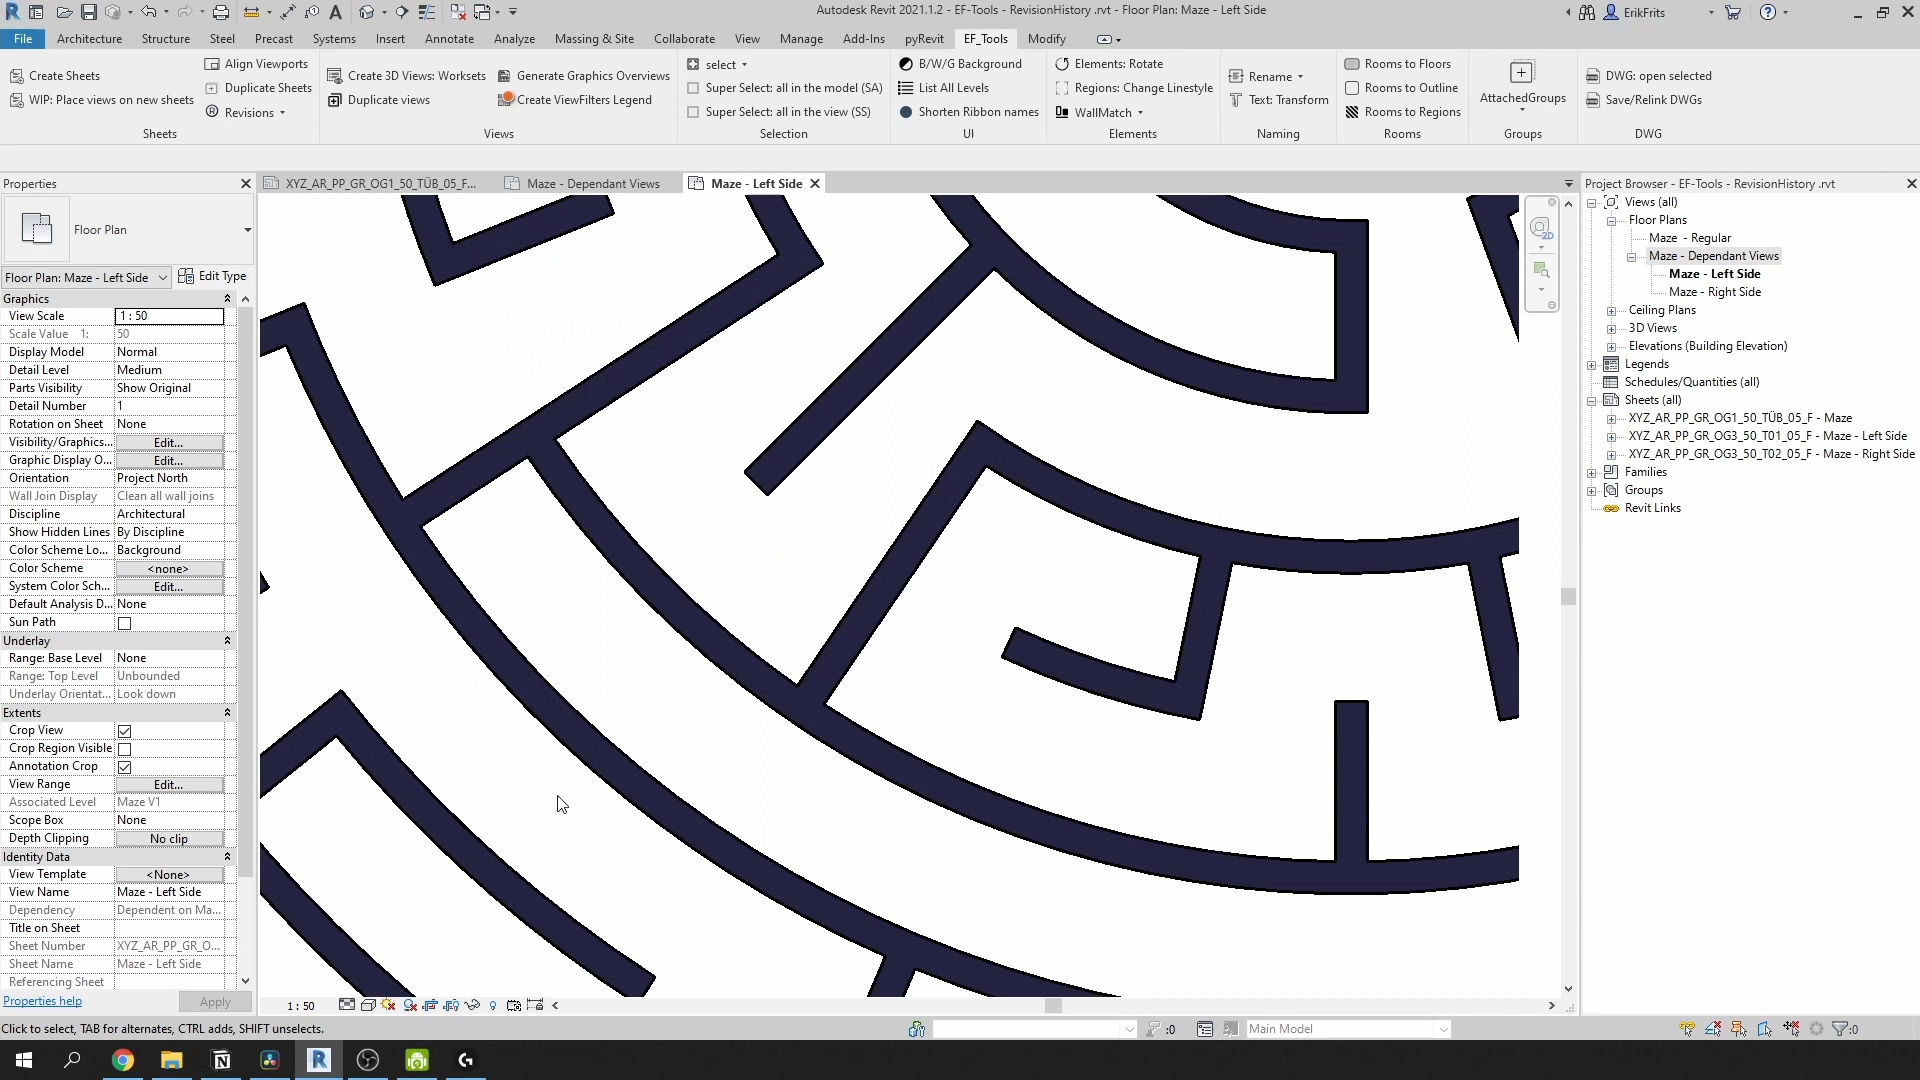 Autodesk Revit 2021.1.2 - EF-Tools - RevisionHistory .rvt - Floor Plan: Maze - Left Side
ErikFrits
File Architecture Structure Steel Precast Systems Insert Annotate Analyze Massing & Site Collaborate View Manage Add-Ins pyRevit EF_Tools Modify
Create Sheets
WIP: Place views on new sheets
Align Viewports
Duplicate Sheets
Revisions
Sheets
Create 3D Views: Worksets
Duplicate views
Generate Graphics Overviews
Create ViewFilters Legend
Views
select
Super Select: all in the model (SA)
Super Select: all in the view (SS)
Selection
B/W/G Background
List All Levels
Shorten Ribbon names
UI
Elements: Rotate
Regions: Change Linestyle
WallMatch
Elements
Rename
Text: Transform
Naming
Rooms to Floors
Rooms to Outline
Rooms to Regions
Rooms
AttachedGroups
Groups
DWG: open selected
Save/Relink DWGs
DWG
Properties
XYZ_AR_PP_GR_OG1_50_TÜB_05_F... Maze - Dependant Views Maze - Left Side
Floor Plan
Floor Plan: Maze - Left Side Edit Type
Graphics
View Scale 1 : 50
Scale Value 1: 50
Display Model Normal
Detail Level Medium
Parts Visibility Show Original
Detail Number 1
Rotation on Sheet None
Visibility/Graphics... Edit...
Graphic Display O... Edit...
Orientation Project North
Wall Join Display Clean all wall joins
Discipline Architectural
Show Hidden Lines By Discipline
Color Scheme Lo... Background
Color Scheme <none>
System Color Sch... Edit...
Default Analysis D... None
Sun Path
Underlay
Range: Base Level None
Range: Top Level Unbounded
Underlay Orientat... Look down
Extents
Crop View
Crop Region Visible
Annotation Crop
View Range Edit...
Associated Level Maze V1
Scope Box None
Depth Clipping No clip
Identity Data
View Template <None>
View Name Maze - Left Side
Dependency Dependent on Ma...
Title on Sheet
Sheet Number XYZ_AR_PP_GR_O...
Sheet Name Maze - Left Side
Referencing Sheet
Properties help Apply
2D
Project Browser - EF-Tools - RevisionHistory .rvt
Views (all)
Floor Plans
Maze - Regular
Maze - Dependant Views
Maze - Left Side
Maze - Right Side
Ceiling Plans
3D Views
Elevations (Building Elevation)
Legends
Schedules/Quantities (all)
Sheets (all)
XYZ_AR_PP_GR_OG1_50_TÜB_05_F - Maze
XYZ_AR_PP_GR_OG3_50_T01_05_F - Maze - Left Side
XYZ_AR_PP_GR_OG3_50_T02_05_F - Maze - Right Side
Families
Groups
Revit Links
1 : 50
Click to select, TAB for alternates, CTRL adds, SHIFT unselects.
:0
Main Model
:0